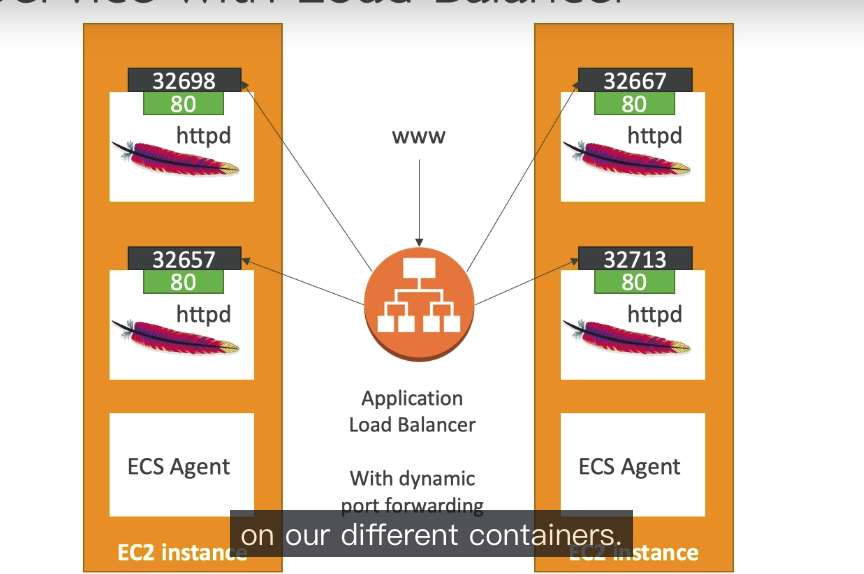 32698
80
httpd
32657
80
httpd
ECS Agent
EC2 instance
www
Application
Load Balancer
With dynamic
port forwarding
32667
80
httpd
32713
80
httpd
ECS Agent
EC2 instance
on our different containers.